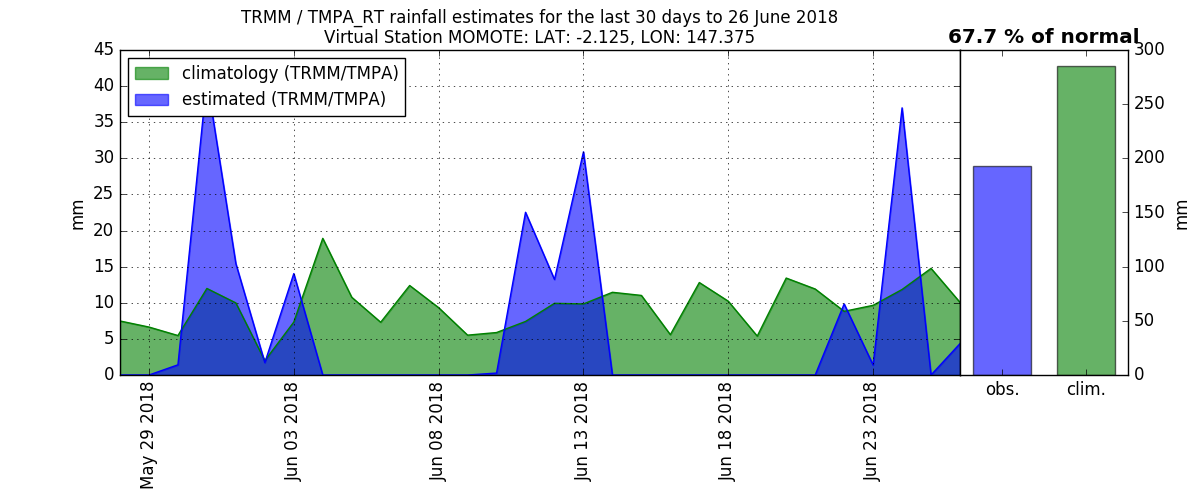 TRMM / TMPA_RT rainfall estimates for the last 30 days to 26 June 2018
Virtual Station MOMOTE: LAT: -2.125, LON: 147.375
67.7 % of normal
climatology (TRMM/TMPA)
estimated (TRMM/TMPA)
mm
45
40
35
30
25
20
15
10
5
0
May 29 2018
Jun 03 2018
Jun 08 2018
Jun 13 2018
Jun 18 2018
Jun 23 2018
obs.
clim.
300
250
200
150
100
50
0
mm